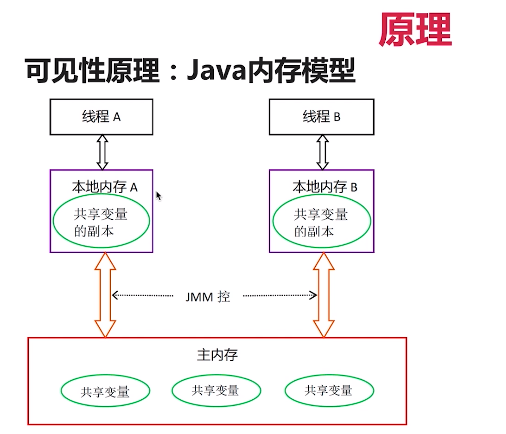 原理
可见性原理：Java内存模型
线程 A
线程 B
本地内存 A
本地内存 B
共享变量
的副本
共享变量
的副本
JMM 控
主内存
共享变量
共享变量
共享变量